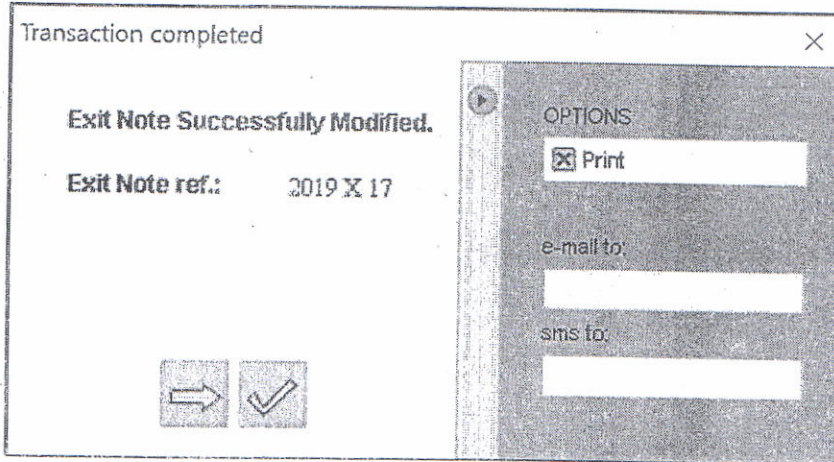 Transaction completed
Exit Note Successfully Modified.
Exit Note ref.: 2019 X 17
OPTIONS
Print
e-mail to:
sms to: